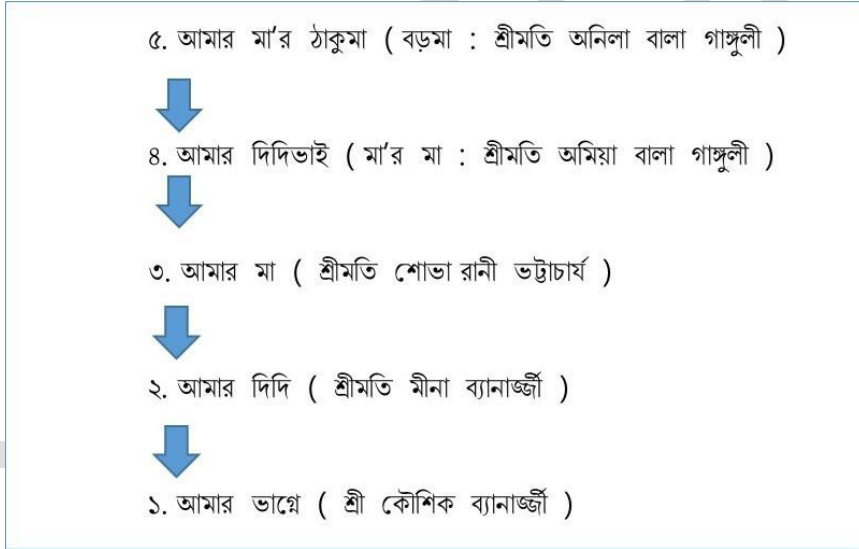 ৫. আমার মা'র ঠাকুমা ( বড়মা : শ্রীমতি অনিলা বালা গাঙ্গুলী )
৪. আমার দিদিভাই ( মা'র মা : শ্রীমতি অমিয়া বালা গাঙ্গুলী )
৩. আমার মা ( শ্রীমতি শোভা রানী ভট্টাচার্য )
২. আমার দিদি ( শ্রীমতি মীনা ব্যানার্জ্জী )
১. আমার ভাগ্নে ( শ্রী কৌশিক ব্যানার্জ্জী )